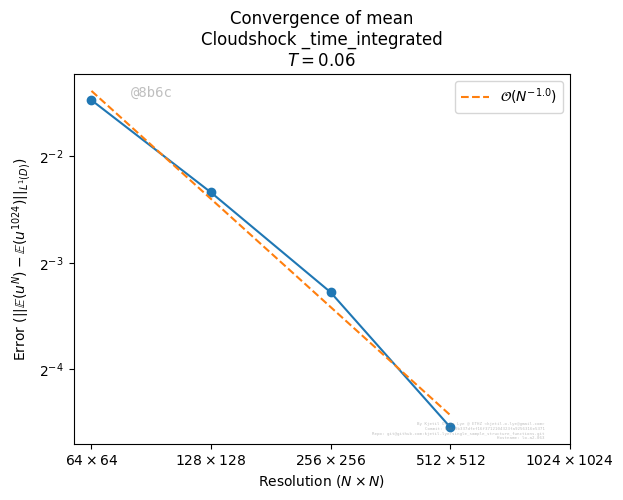 Convergence of mean
Cloudshock _time_integrated
T = 0.06
@8b6c
O(N^{-1.0})
Error (||𝔼(u^N) − 𝔼(u^{1024})||_{L^1(D)})
2^{-2}
2^{-3}
2^{-4}
64 × 64
128 × 128
256 × 256
512 × 512
1024 × 1024
Resolution (N × N)